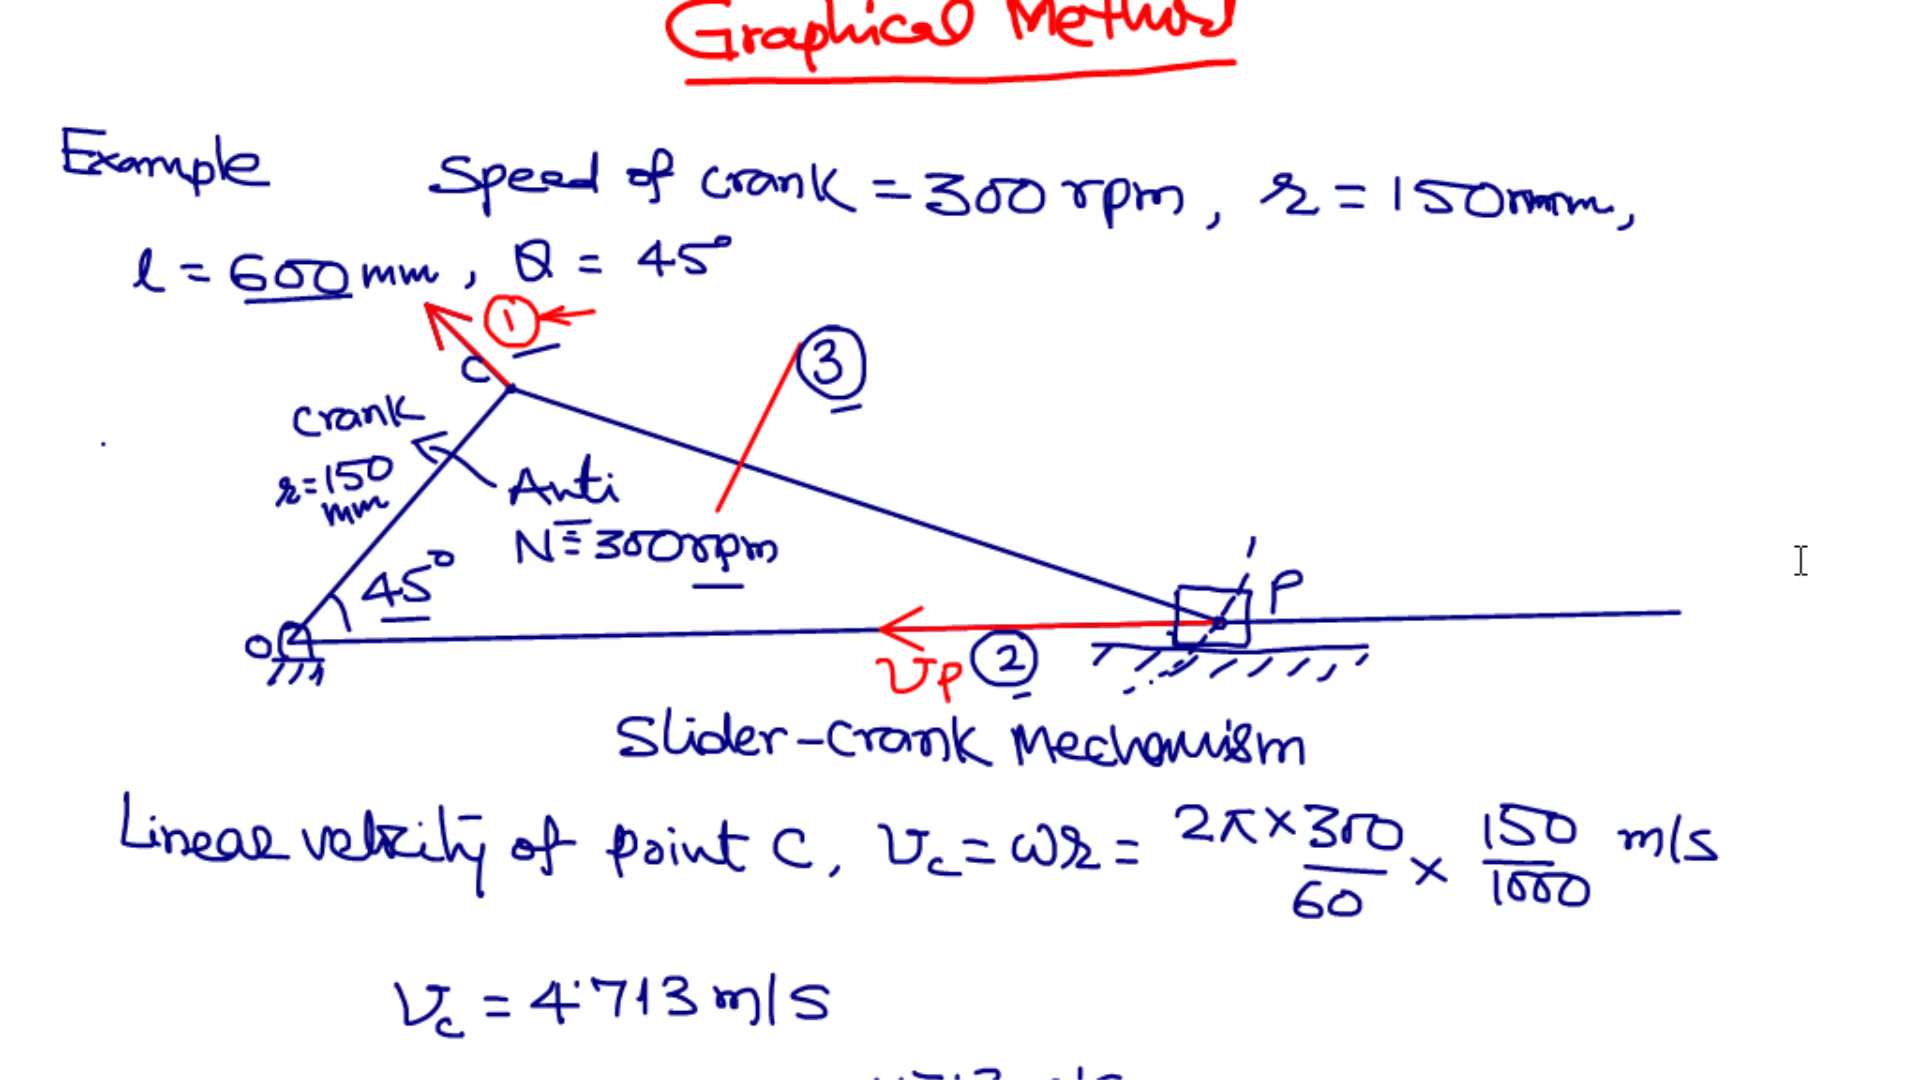 Graphical Method
Example Speed of crank = 300 rpm, r = 150mm,
l = 600 mm, θ = 45°
1
C
3
crank
r=150
mm
Anti
N = 300rpm
45°
O
P
Vp 2
Slider-Crank Mechanism
Linear velocity of point C, Vc = ωr = 2π×300/60 × 150/1000 m/s
Vc = 4.713 m/s